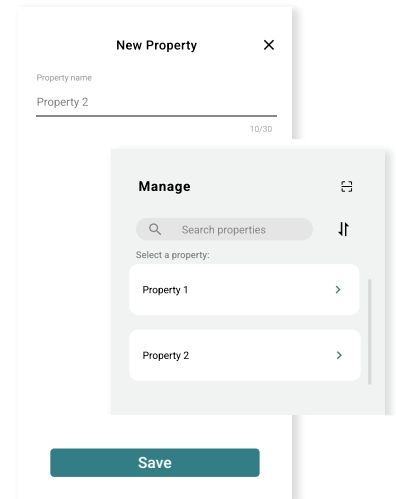 New Property
Property name
Property 2
10/30
Manage
Search properties
Select a property:
Property 1
Property 2
Save